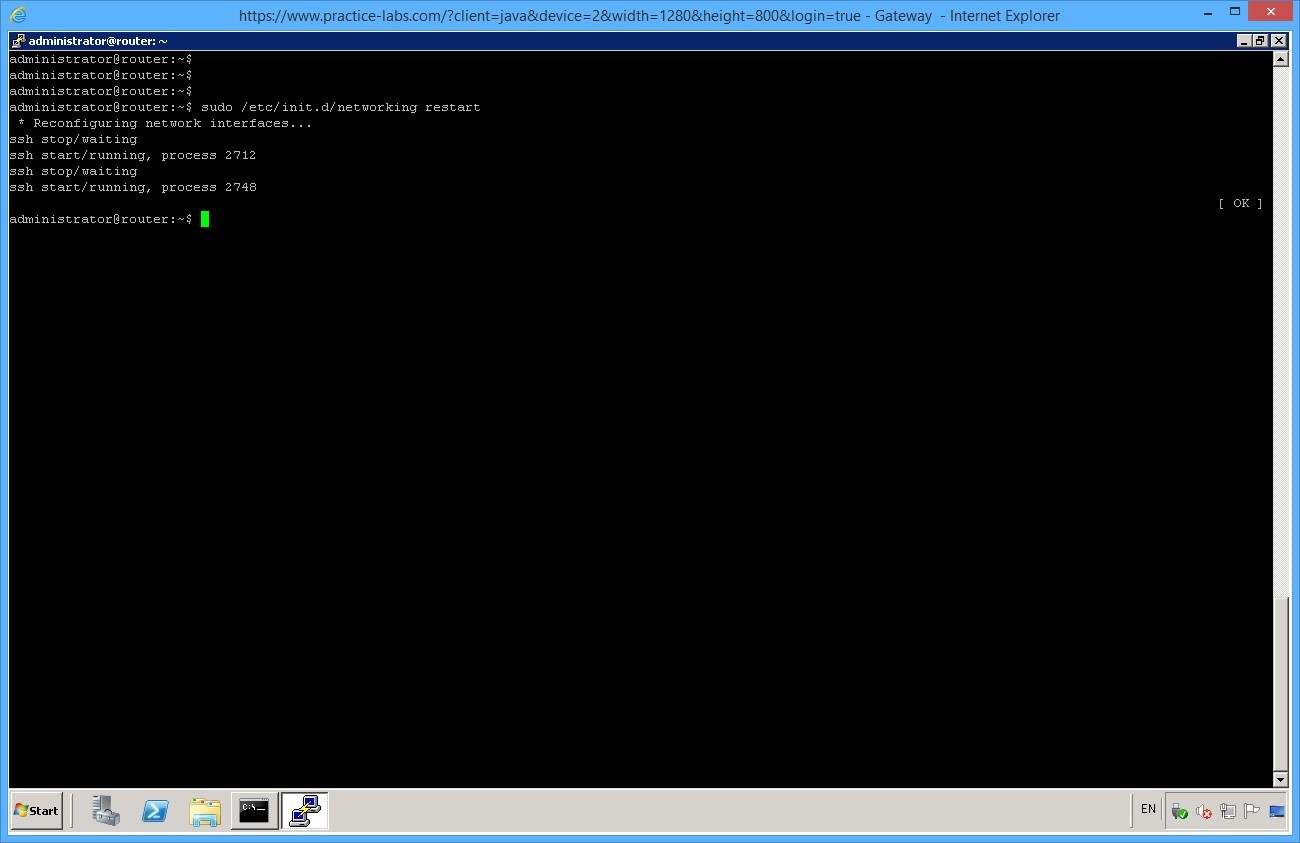 https://www.practice-labs.com/?client=java&device=2&width=1280&height=800&login=true - Gateway - Internet Explorer
administrator@router: ~
administrator@router:~$
administrator@router:~$
administrator@router:~$
administrator@router:~$ sudo /etc/init.d/networking restart
* Reconfiguring network interfaces...
ssh stop/waiting
ssh start/running, process 2712
ssh stop/waiting
ssh start/running, process 2748
[ OK ]
administrator@router:~$
Start
C:\_
EN